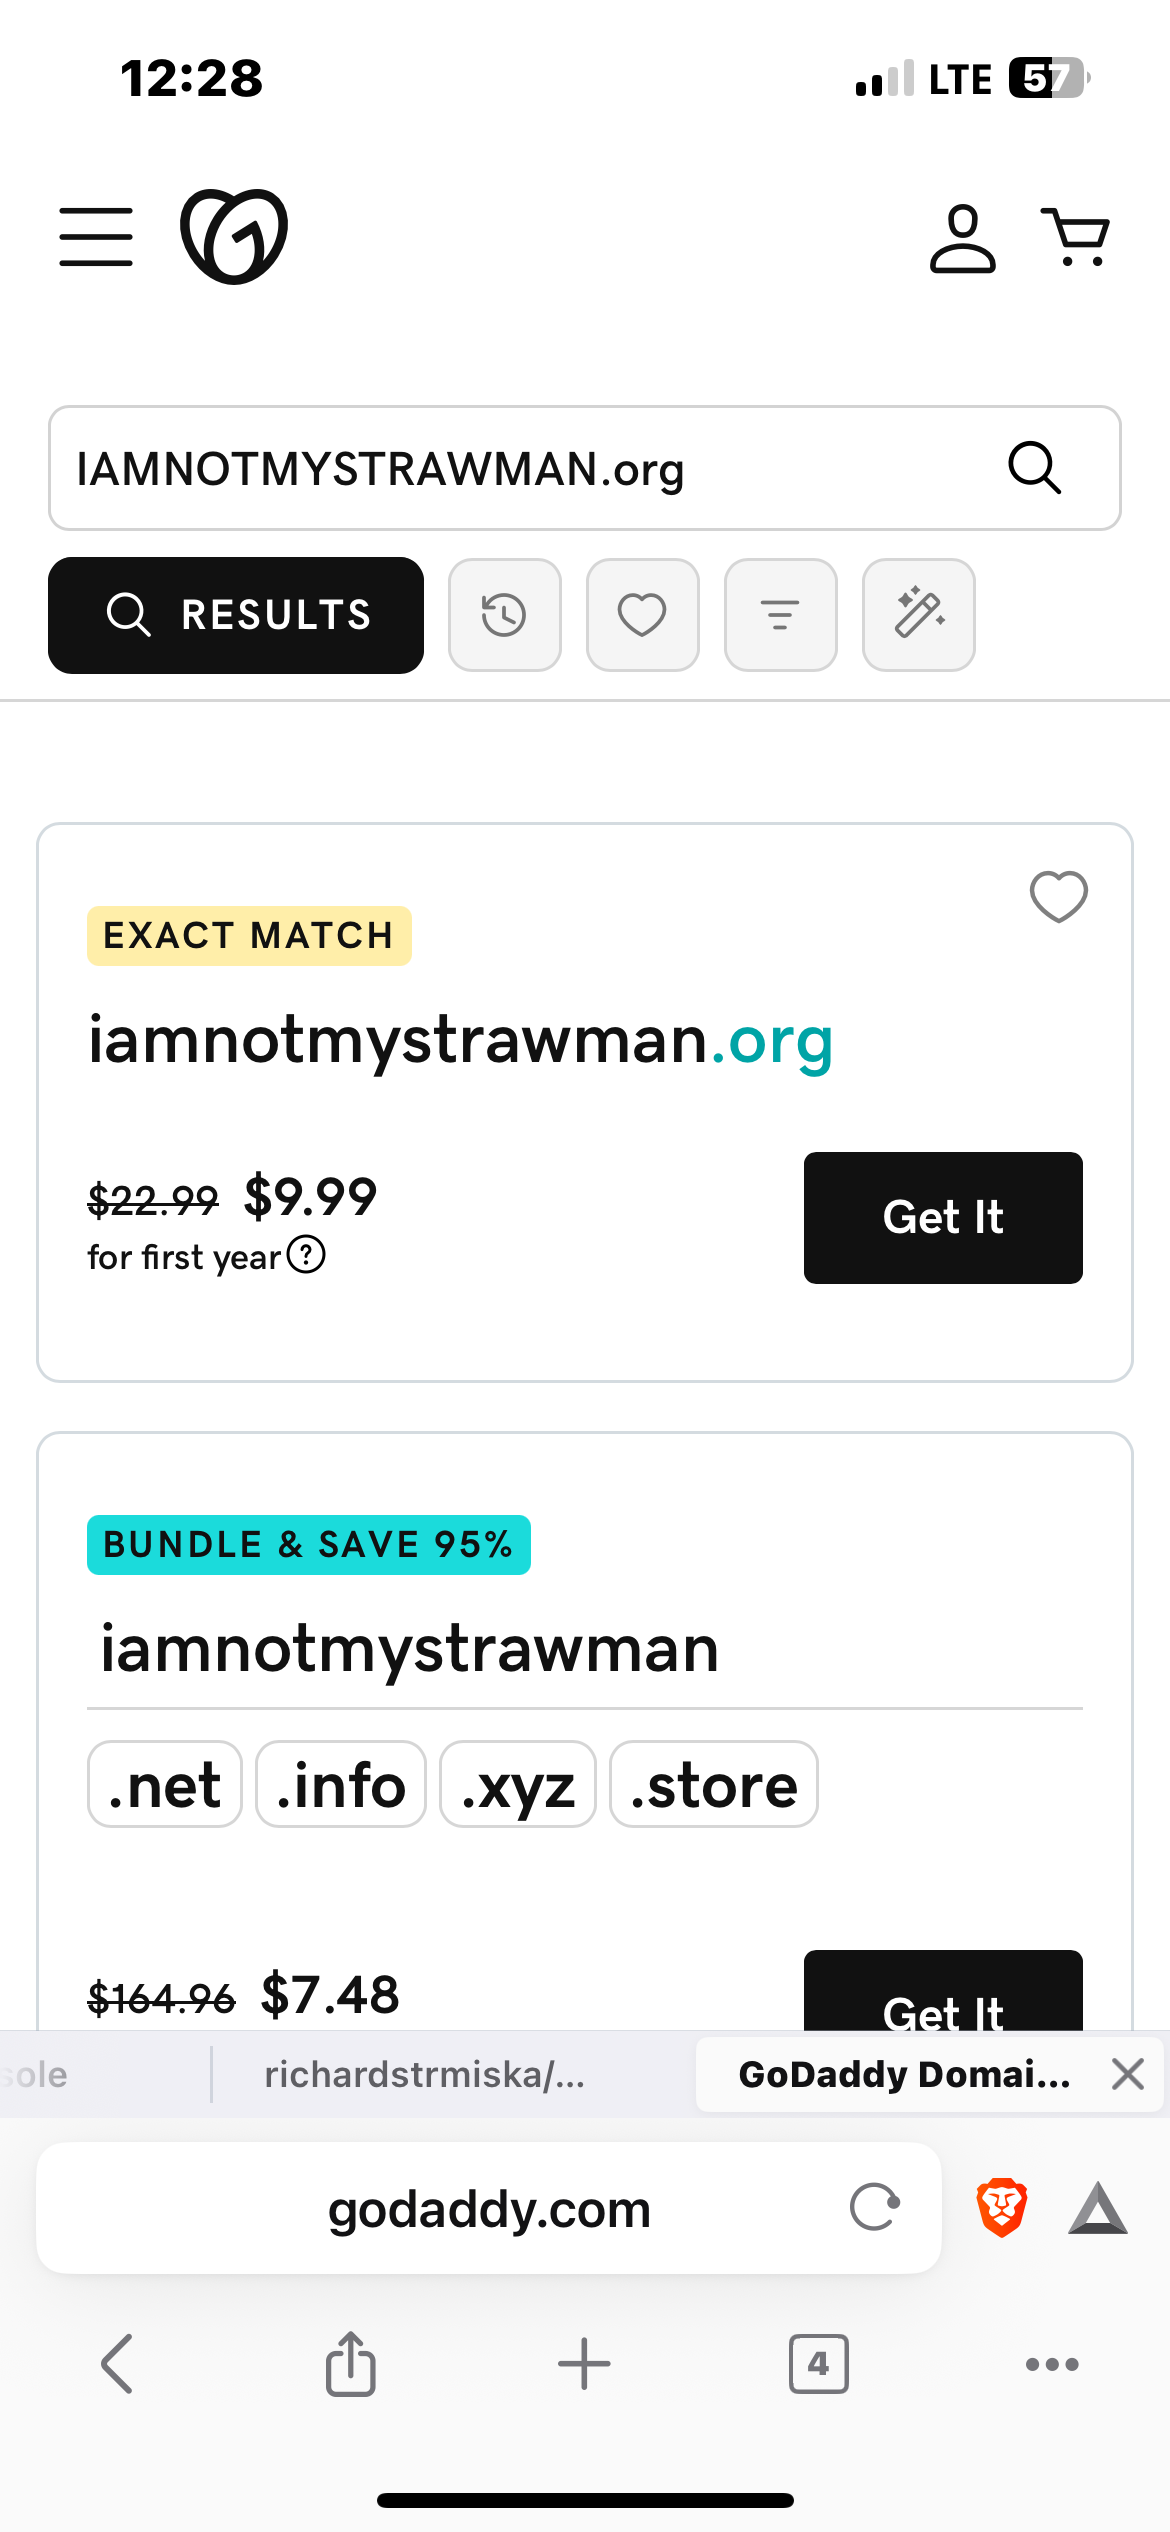 12:28
LTE 57
IAMNOTMYSTRAWMAN.org
RESULTS
EXACT MATCH
iamnotmystrawman.org
$22.99 $9.99
for first year ?
Get It
BUNDLE & SAVE 95%
iamnotmystrawman
.net .info .xyz .store
$164.96 $7.48
Get It
sole
richardstrmiska/...
GoDaddy Domai...
godaddy.com
4